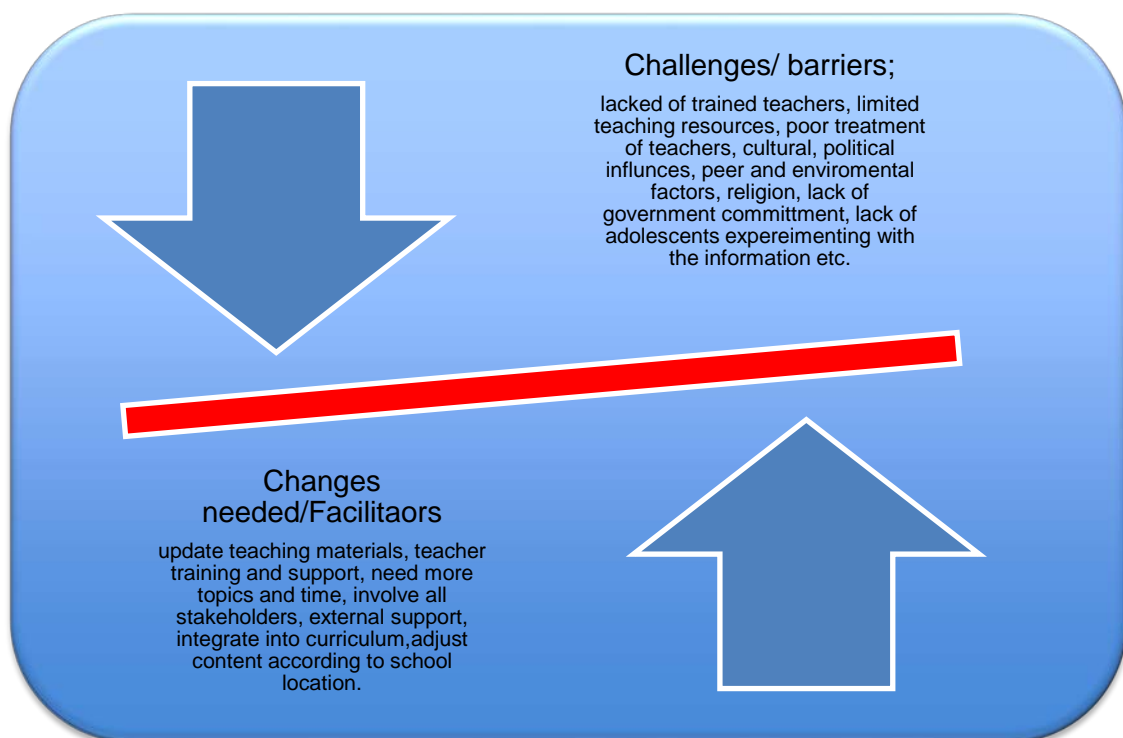 Challenges/ barriers;
lacked of trained teachers, limited
teaching resources, poor treatment
of teachers, cultural, political
influnces, peer and enviromental
factors, religion, lack of
government committment, lack of
adolescents expereimenting with
the information etc.
Changes
needed/Facilitaors
update teaching materials, teacher
training and support, need more
topics and time, involve all
stakeholders, external support,
integrate into curriculum,adjust
content according to school
location.